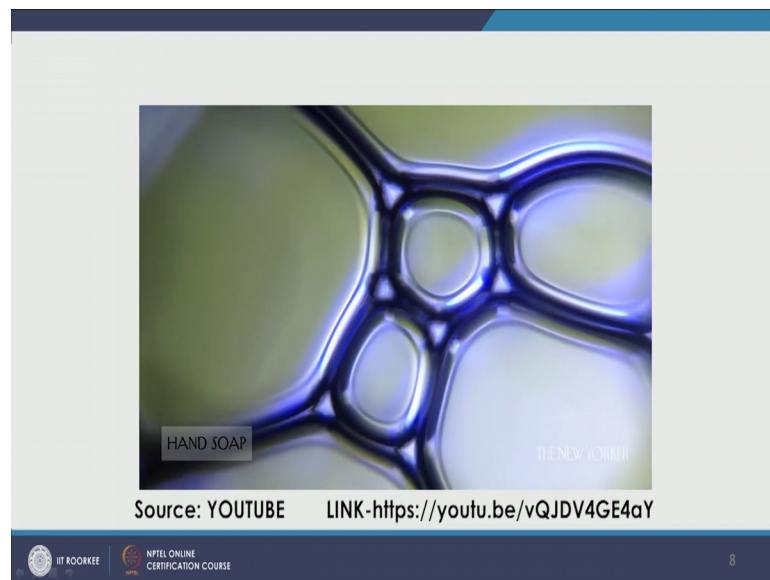 HAND SOAP
THE NEW YORKER
Source: YOUTUBE LINK-https://youtu.be/vQJDV4GE4aY
IIT ROORKEE
NPTEL ONLINE
CERTIFICATION COURSE
8